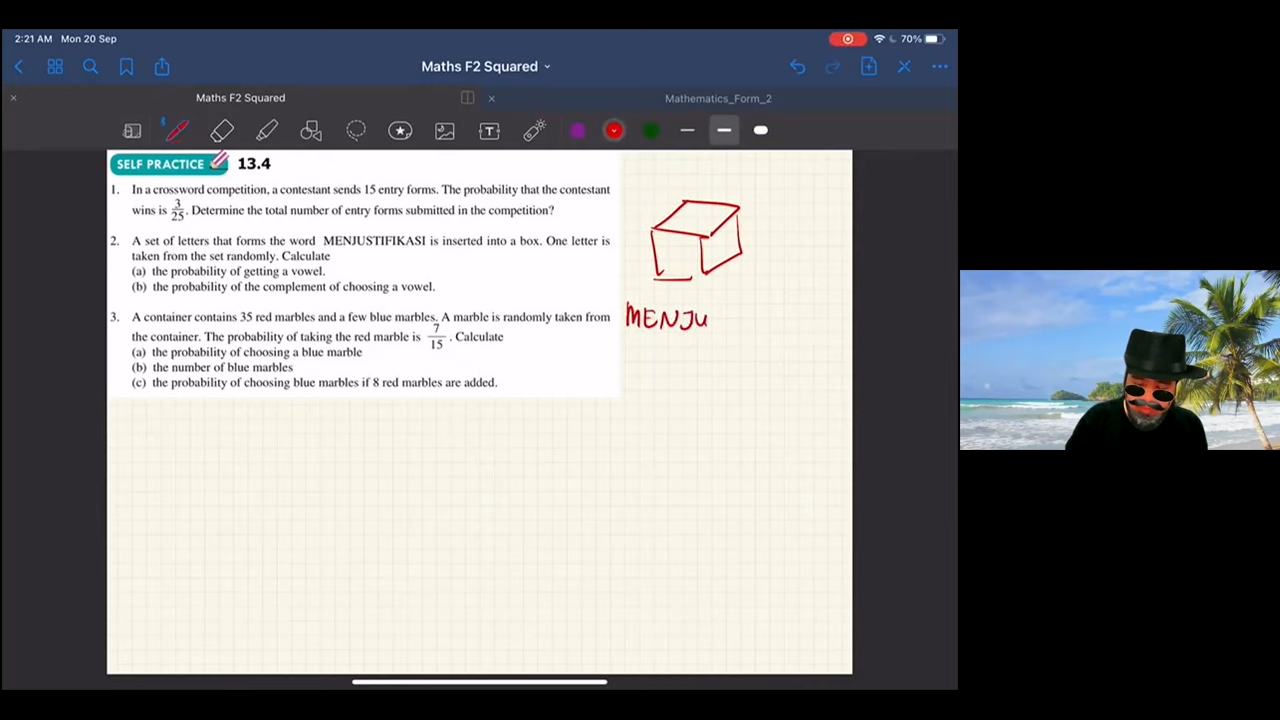 2:21 AM Mon 20 Sep
70%
Maths F2 Squared
Maths F2 Squared
Mathematics_Form_2
T
SELF PRACTICE 13.4
1. In a crossword competition, a contestant sends 15 entry forms. The probability that the contestant
wins is 3/25. Determine the total number of entry forms submitted in the competition?
2. A set of letters that forms the word MENJUSTIFIKASI is inserted into a box. One letter is
taken from the set randomly. Calculate
(a) the probability of getting a vowel.
(b) the probability of the complement of choosing a vowel.
3. A container contains 35 red marbles and a few blue marbles. A marble is randomly taken from
the container. The probability of taking the red marble is 7/15. Calculate
(a) the probability of choosing a blue marble
(b) the number of blue marbles
(c) the probability of choosing blue marbles if 8 red marbles are added.
MENJU